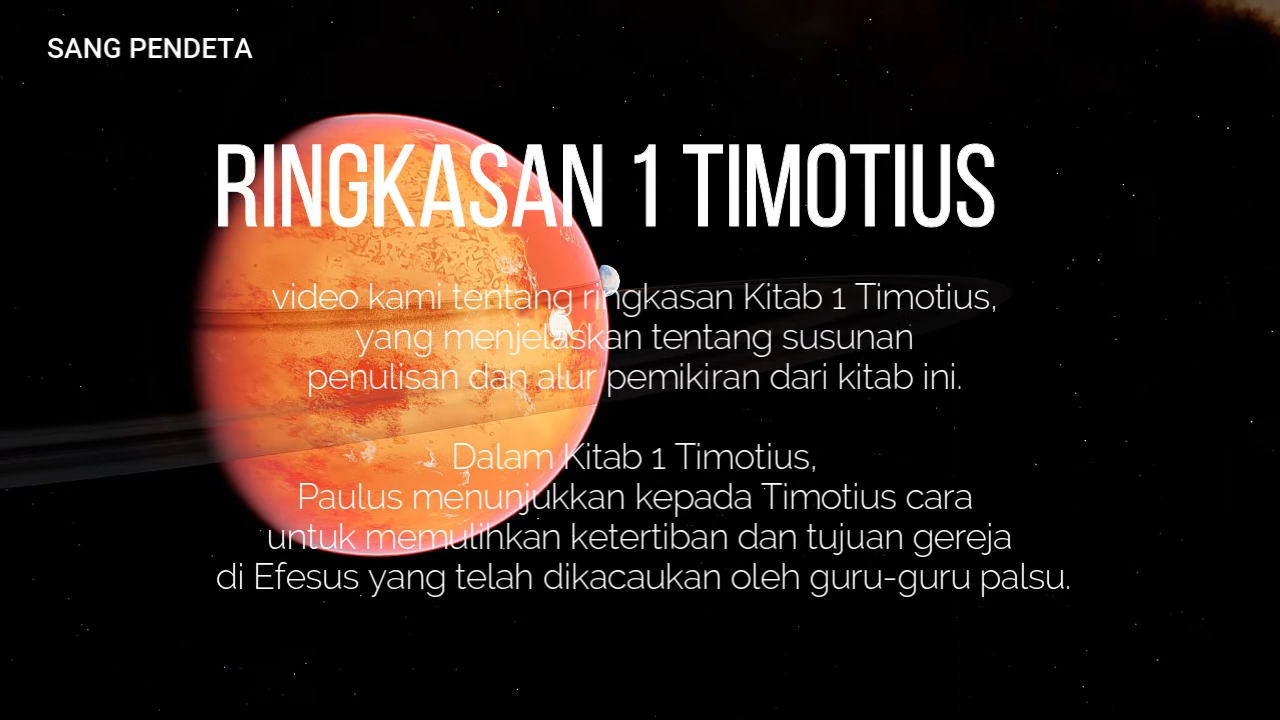 SANG PENDETA
RINGKASAN 1 TIMOTIUS
video kami tentang ringkasan Kitab 1 Timotius,
yang menjelaskan tentang susunan
penulisan dan alur pemikiran dari kitab ini.
Dalam Kitab 1 Timotius,
Paulus menunjukkan kepada Timotius cara
untuk memulihkan ketertiban dan tujuan gereja
di Efesus yang telah dikacaukan oleh guru-guru palsu.